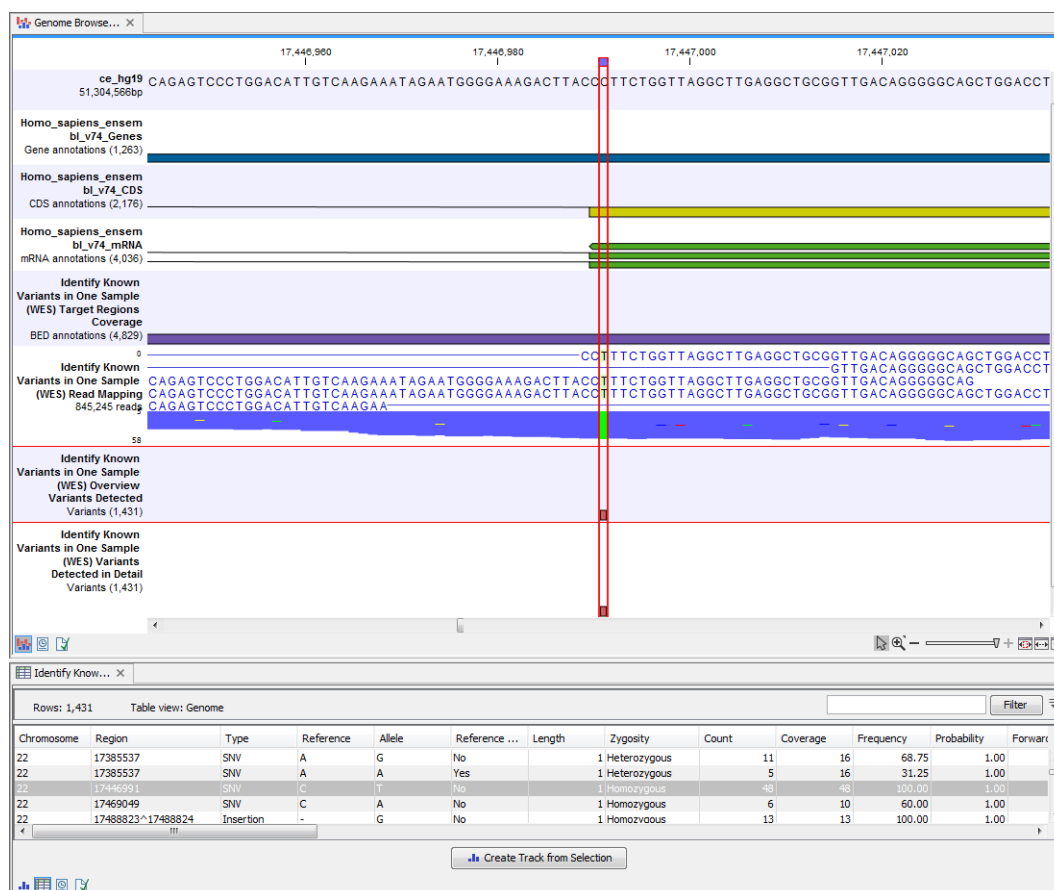 Genome Browse...
17,446,960 17,446,980 17,447,000 17,447,020
ce_hg19
51,304,566bp
CAGAGTCCCTGGACATTGTCAAGAAATAGAATGGGGAAAGACTTACCCTTCTGGTTAGGCTTGAGGCTGCGGTTGACAGGGGGCAGCTGGACCT
Homo_sapiens_ensem
bl_v74_Genes
Gene annotations (1,263)
Homo_sapiens_ensem
bl_v74_CDS
CDS annotations (2,176)
Homo_sapiens_ensem
bl_v74_mRNA
mRNA annotations (4,036)
Identify Known
Variants in One Sample
(WES) Target Regions
Coverage
BED annotations (4,829)
0
CCTTTCTGGTTAGGCTTGAGGCTGCGGTTGACAGGGGGCAGCTGGACCT
Identify Known
GTTGACAGGGGGCAGCTGGACCT
Variants in One Sample
CAGAGTCCCTGGACATTGTCAAGAAATAGAATGGGGAAAGACTTACCTTTCTGGTTAGGCTTGAGGCTGCGGTTGACAGGGGGCAG
(WES) Read Mapping
CAGAGTCCCTGGACATTGTCAAGAAATAGAATGGGGAAAGACTTACCTTTCTGGTTAGGCTTGAGGCTGCGGTTGACAGGGGGCAGCTGGACCT
845,245 reads
CAGAGTCCCTGGACATTGTCAAGAA
58
Identify Known
Variants in One Sample
(WES) Overview
Variants Detected
Variants (1,431)
Identify Known
Variants in One Sample
(WES) Variants
Detected in Detail
Variants (1,431)
Identify Know...
Rows: 1,431 Table view: Genome Filter
Chromosome Region Type Reference Allele Reference ... Length Zygosity Count Coverage Frequency Probability Forward
22 17385537 SNV A G No 1 Heterozygous 11 16 68.75 1.00
22 17385537 SNV A A Yes 1 Heterozygous 5 16 31.25 1.00
22 17446991 SNV C T No 1 Homozygous 48 48 100.00 1.00
22 17469049 SNV C A No 1 Homozygous 6 10 60.00 1.00
22 17488823^17488824 Insertion - G No 1 Homozygous 13 13 100.00 1.00
Create Track from Selection